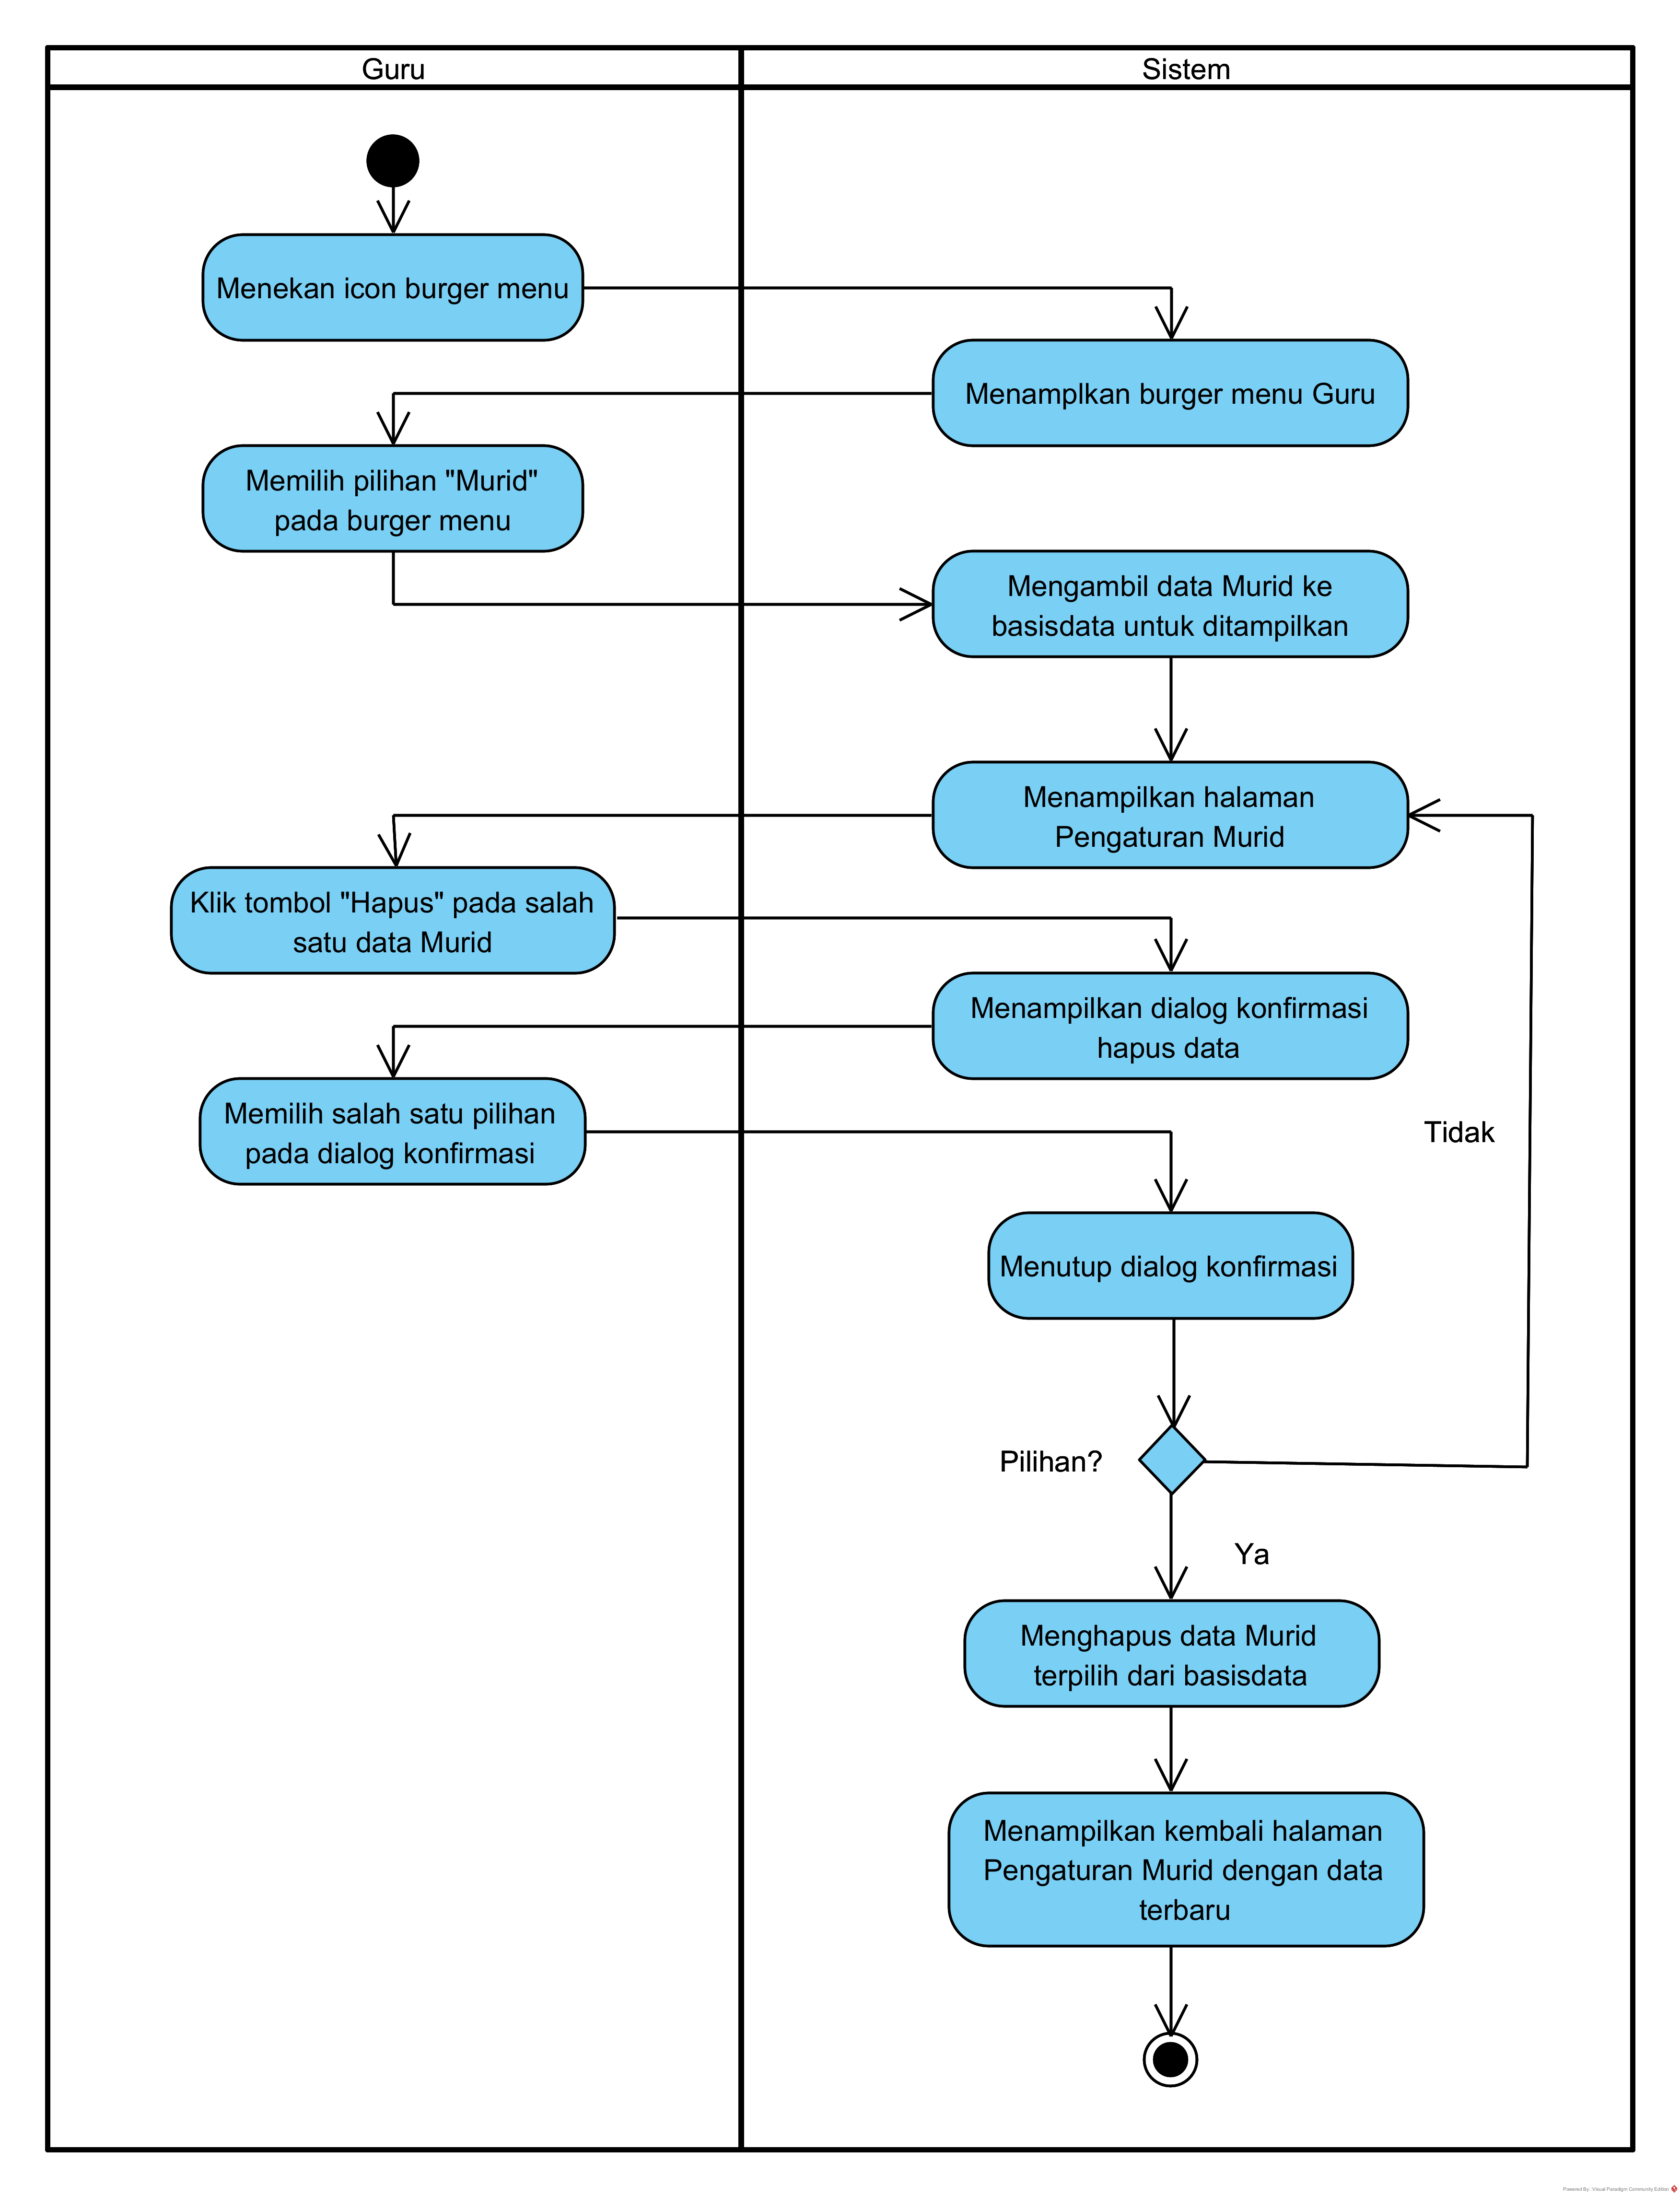 Guru
Sistem
Menekan icon burger menu
Menamplkan burger menu Guru
Memilih pilihan "Murid"
pada burger menu
Mengambil data Murid ke
basisdata untuk ditampilkan
Menampilkan halaman
Pengaturan Murid
Klik tombol "Hapus" pada salah
satu data Murid
Menampilkan dialog konfirmasi
hapus data
Memilih salah satu pilihan
pada dialog konfirmasi
Tidak
Menutup dialog konfirmasi
Pilihan?
Ya
Menghapus data Murid
terpilih dari basisdata
Menampilkan kembali halaman
Pengaturan Murid dengan data
terbaru
Powered By: Visual Paradigm Community Edition